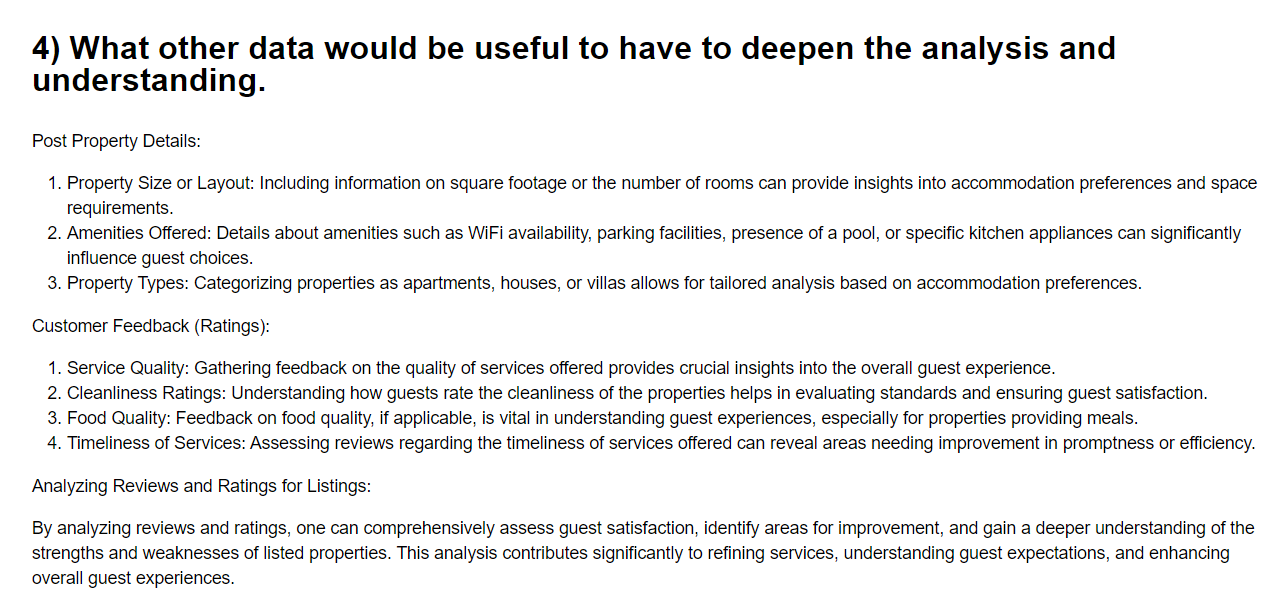 4) What other data would be useful to have to deepen the analysis and
understanding.
Post Property Details:
1. Property Size or Layout: Including information on square footage or the number of rooms can provide insights into accommodation preferences and space
requirements.
2. Amenities Offered: Details about amenities such as WiFi availability, parking facilities, presence of a pool, or specific kitchen appliances can significantly
influence guest choices.
3. Property Types: Categorizing properties as apartments, houses, or villas allows for tailored analysis based on accommodation preferences.
Customer Feedback (Ratings):
1. Service Quality: Gathering feedback on the quality of services offered provides crucial insights into the overall guest experience.
2. Cleanliness Ratings: Understanding how guests rate the cleanliness of the properties helps in evaluating standards and ensuring guest satisfaction.
3. Food Quality: Feedback on food quality, if applicable, is vital in understanding guest experiences, especially for properties providing meals.
4. Timeliness of Services: Assessing reviews regarding the timeliness of services offered can reveal areas needing improvement in promptness or efficiency.
Analyzing Reviews and Ratings for Listings:
By analyzing reviews and ratings, one can comprehensively assess guest satisfaction, identify areas for improvement, and gain a deeper understanding of the
strengths and weaknesses of listed properties. This analysis contributes significantly to refining services, understanding guest expectations, and enhancing
overall guest experiences.